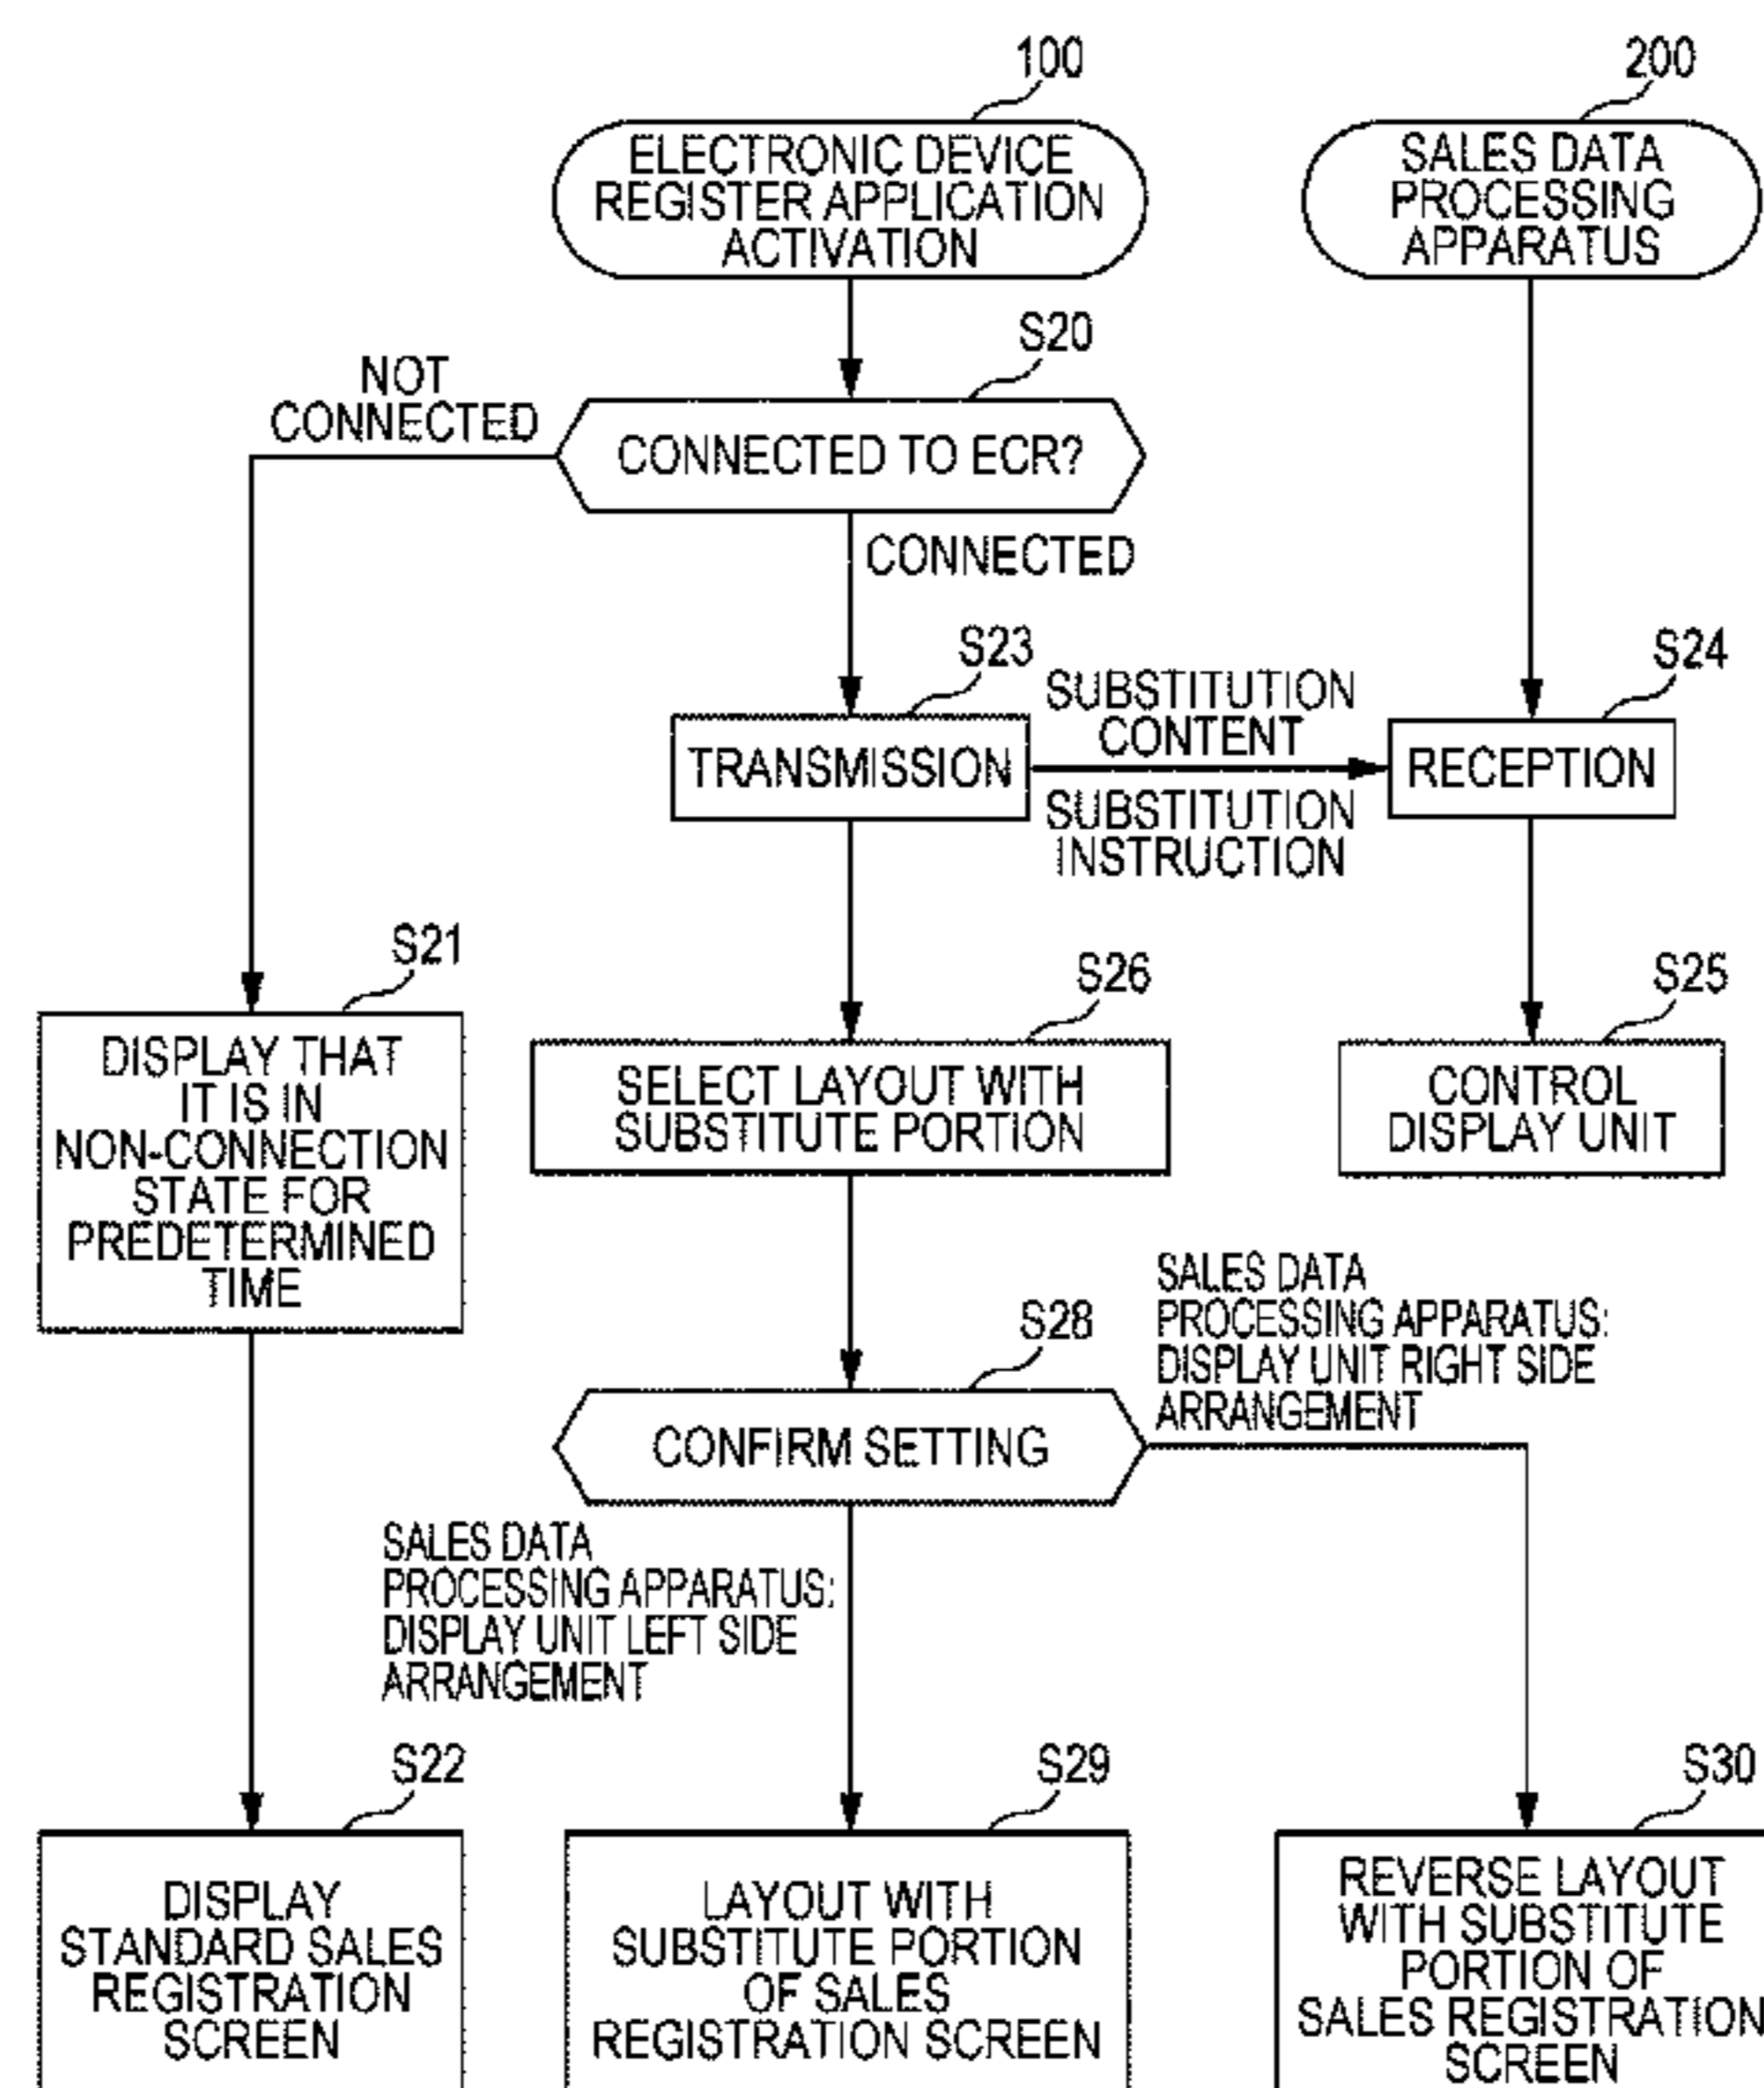 100
200
ELECTRONIC DEVICE
REGISTER APPLICATION
ACTIVATION
SALES DATA
PROCESSING
APPARATUS
S20
NOT
CONNECTED
CONNECTED TO ECR?
CONNECTED
S23
SUBSTITUTION
CONTENT
S24
TRANSMISSION
RECEPTION
SUBSTITUTION
INSTRUCTION
S21
S26
S25
DISPLAY THAT
IT IS IN
NON-CONNECTION
STATE FOR
PREDETERMINED
TIME
SELECT LAYOUT WITH
SUBSTITUTE PORTION
CONTROL
DISPLAY UNIT
S28
SALES DATA
PROCESSING APPARATUS:
DISPLAY UNIT RIGHT SIDE
ARRANGEMENT
CONFIRM SETTING
SALES DATA
PROCESSING APPARATUS:
DISPLAY UNIT LEFT SIDE
ARRANGEMENT
S22
S29
S30
DISPLAY
STANDARD SALES
REGISTRATION
SCREEN
LAYOUT WITH
SUBSTITUTE PORTION
OF SALES
REGISTRATION SCREEN
REVERSE LAYOUT
WITH SUBSTITUTE
PORTION OF
SALES REGISTRATION
SCREEN